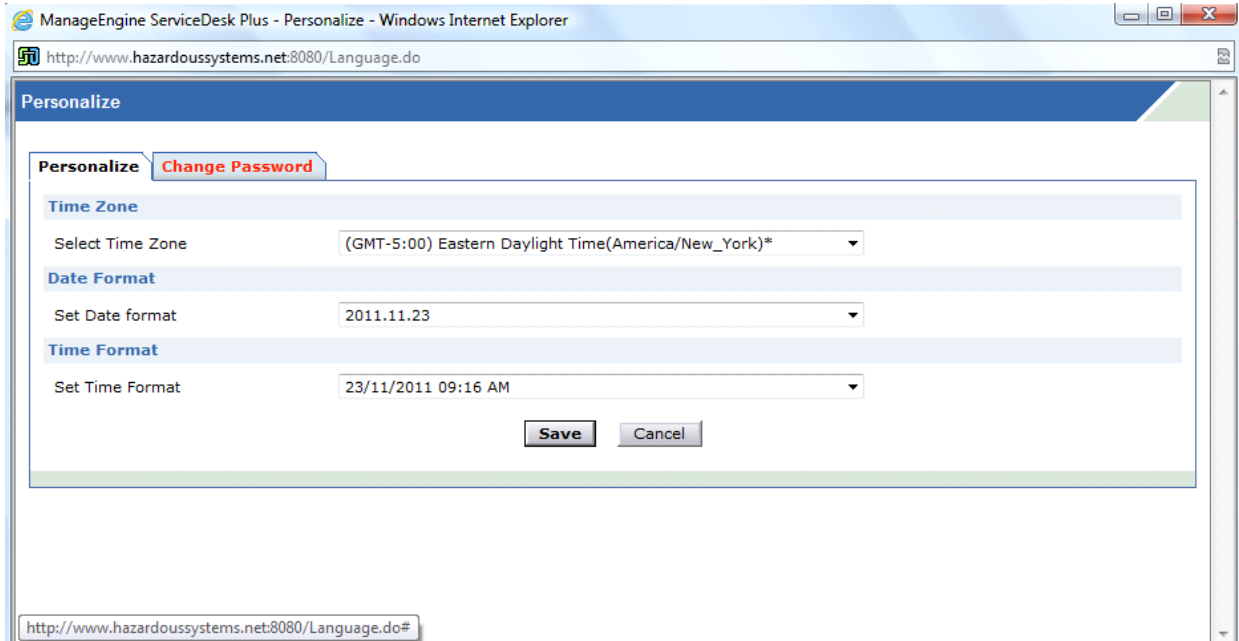 ManageEngine ServiceDesk Plus - Personalize - Windows Internet Explorer
http://www.hazardoussystems.net:8080/Language.do
Personalize
Personalize Change Password
Time Zone
Select Time Zone (GMT-5:00) Eastern Daylight Time(America/New_York)*
Date Format
Set Date format 2011.11.23
Time Format
Set Time Format 23/11/2011 09:16 AM
Save Cancel
http://www.hazardoussystems.net:8080/Language.do#